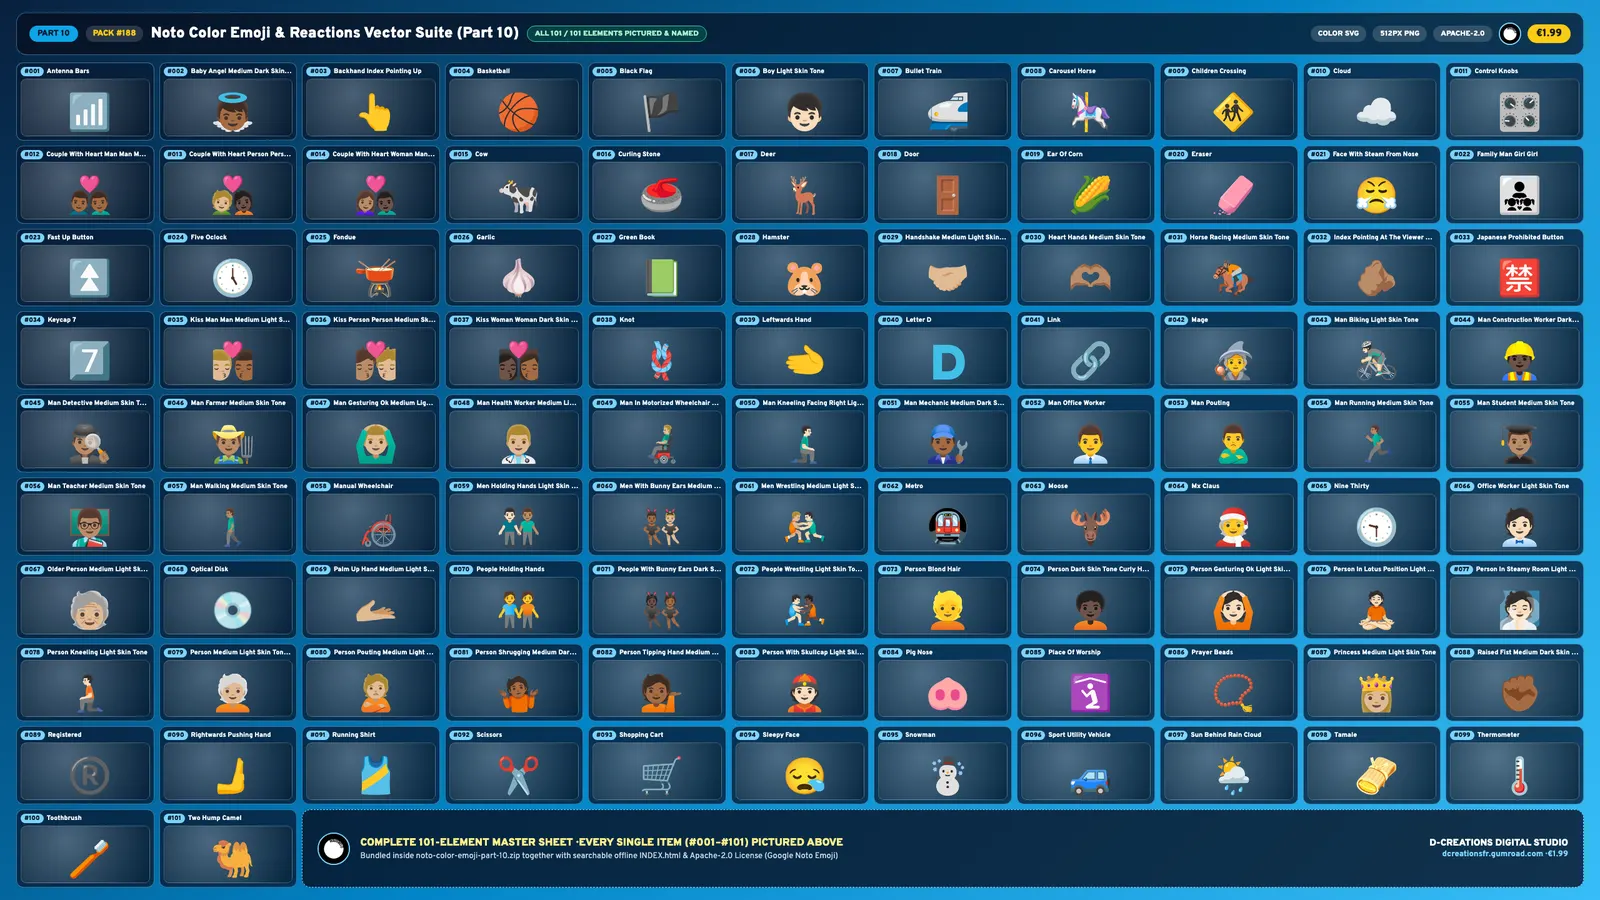 PART 10 PACK #188 Noto Color Emoji & Reactions Vector Suite (Part 10) ALL 101 / 101 ELEMENTS PICTURED & NAMED COLOR SVG 512PX PNG APACHE-2.0 €1.99
#001 Antenna Bars
#002 Baby Angel Medium Dark Skin...
#003 Backhand Index Pointing Up
#004 Basketball
#005 Black Flag
#006 Boy Light Skin Tone
#007 Bullet Train
#008 Carousel Horse
#009 Children Crossing
#010 Cloud
#011 Control Knobs
#012 Couple With Heart Man Man M...
#013 Couple With Heart Person Pers...
#014 Couple With Heart Woman Man...
#015 Cow
#016 Curling Stone
#017 Deer
#018 Door
#019 Ear Of Corn
#020 Eraser
#021 Face With Steam From Nose
#022 Family Man Girl Girl
#023 Fast Up Button
#024 Five Oclock
#025 Fondue
#026 Garlic
#027 Green Book
#028 Hamster
#029 Handshake Medium Light Skin...
#030 Heart Hands Medium Skin Tone
#031 Horse Racing Medium Skin Tone
#032 Index Pointing At The Viewer ...
#033 Japanese Prohibited Button
禁
#034 Keycap 7
7
#035 Kiss Man Man Medium Light S...
#036 Kiss Person Person Medium Sk...
#037 Kiss Woman Woman Dark Skin ...
#038 Knot
#039 Leftwards Hand
#040 Letter D
D
#041 Link
#042 Mage
#043 Man Biking Light Skin Tone
#044 Man Construction Worker Dark...
#045 Man Detective Medium Skin T...
#046 Man Farmer Medium Skin Tone
#047 Man Gesturing Ok Medium Lig...
#048 Man Health Worker Medium Li...
#049 Man In Motorized Wheelchair ...
#050 Man Kneeling Facing Right Lig...
#051 Man Mechanic Medium Dark S...
#052 Man Office Worker
#053 Man Pouting
#054 Man Running Medium Skin Tone
#055 Man Student Medium Skin Tone
#056 Man Teacher Medium Skin Tone
#057 Man Walking Medium Skin Tone
#058 Manual Wheelchair
#059 Men Holding Hands Light Skin ...
#060 Men With Bunny Ears Medium ...
#061 Men Wrestling Medium Light S...
#062 Metro
#063 Moose
#064 Mx Claus
#065 Nine Thirty
#066 Office Worker Light Skin Tone
#067 Older Person Medium Light Sk...
#068 Optical Disk
#069 Palm Up Hand Medium Light S...
#070 People Holding Hands
#071 People With Bunny Ears Dark S...
#072 People Wrestling Light Skin To...
#073 Person Blond Hair
#074 Person Dark Skin Tone Curly H...
#075 Person Gesturing Ok Light Ski...
#076 Person In Lotus Position Light ...
#077 Person In Steamy Room Light ...
#078 Person Kneeling Light Skin Tone
#079 Person Medium Light Skin Ton...
#080 Person Pouting Medium Light ...
#081 Person Shrugging Medium Dar...
#082 Person Tipping Hand Medium ...
#083 Person With Skullcap Light Ski...
#084 Pig Nose
#085 Place Of Worship
#086 Prayer Beads
#087 Princess Medium Light Skin Tone
#088 Raised Fist Medium Dark Skin ...
#089 Registered
®
#090 Rightwards Pushing Hand
#091 Running Shirt
#092 Scissors
#093 Shopping Cart
#094 Sleepy Face
#095 Snowman
#096 Sport Utility Vehicle
#097 Sun Behind Rain Cloud
#098 Tamale
#099 Thermometer
#100 Toothbrush
#101 Two Hump Camel
COMPLETE 101-ELEMENT MASTER SHEET · EVERY SINGLE ITEM (#001–#101) PICTURED ABOVE
Bundled inside noto-color-emoji-part-10.zip together with searchable offline INDEX.html & Apache-2.0 License (Google Noto Emoji)
D-CREATIONS DIGITAL STUDIO
dcreationsfr.gumroad.com · €1.99